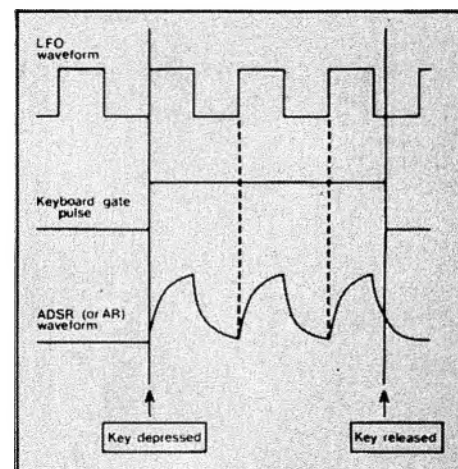 LFO
waveform
Keyboard gate
pulse
ADSR (or AR)
waveform
Key depressed
Key released